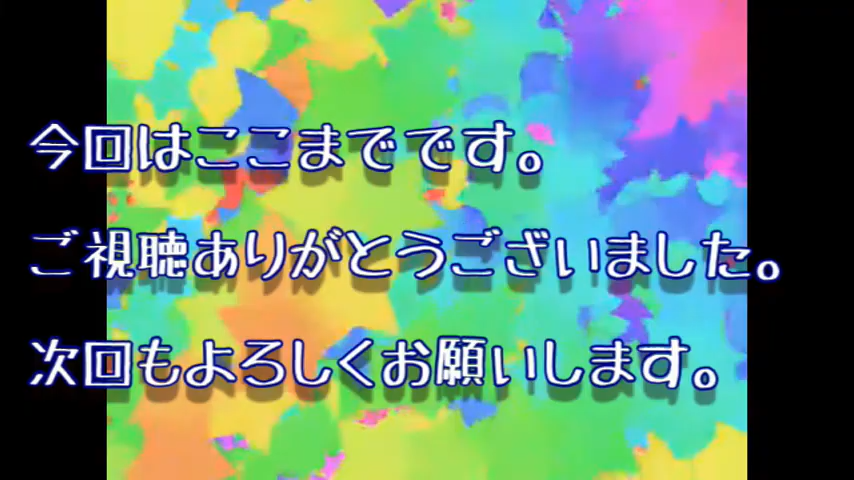 今回はここまでです。
ご視聴ありがとうございました。
次回もよろしくお願いします。